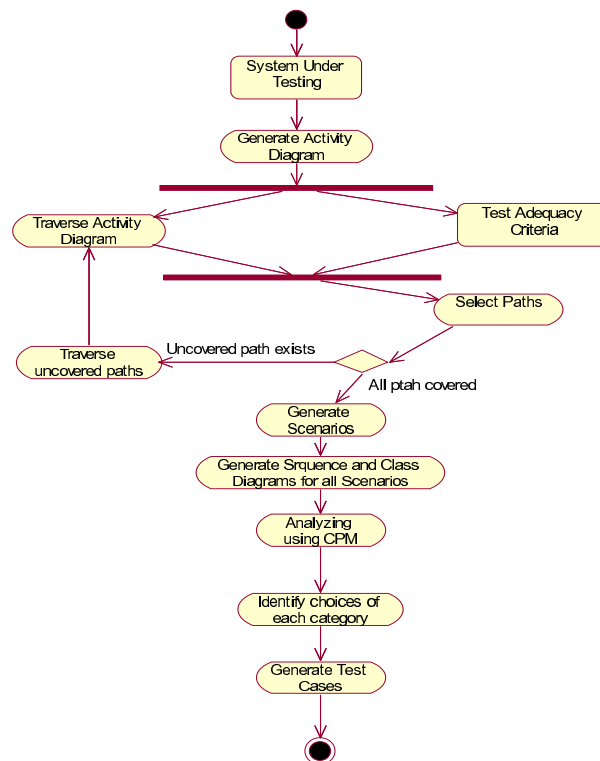 System Under
Testing
Generate Activity
Diagram
Traverse Activity
Diagram
Test Adequacy
Criteria
Select Paths
Uncovered path exists
Traverse
uncovered paths
All ptah covered
Generate
Scenarios
Generate Srquence and Class
Diagrams for all Scenarios
Analyzing
using CPM
Identify choices of
each category
Generate Test
Cases